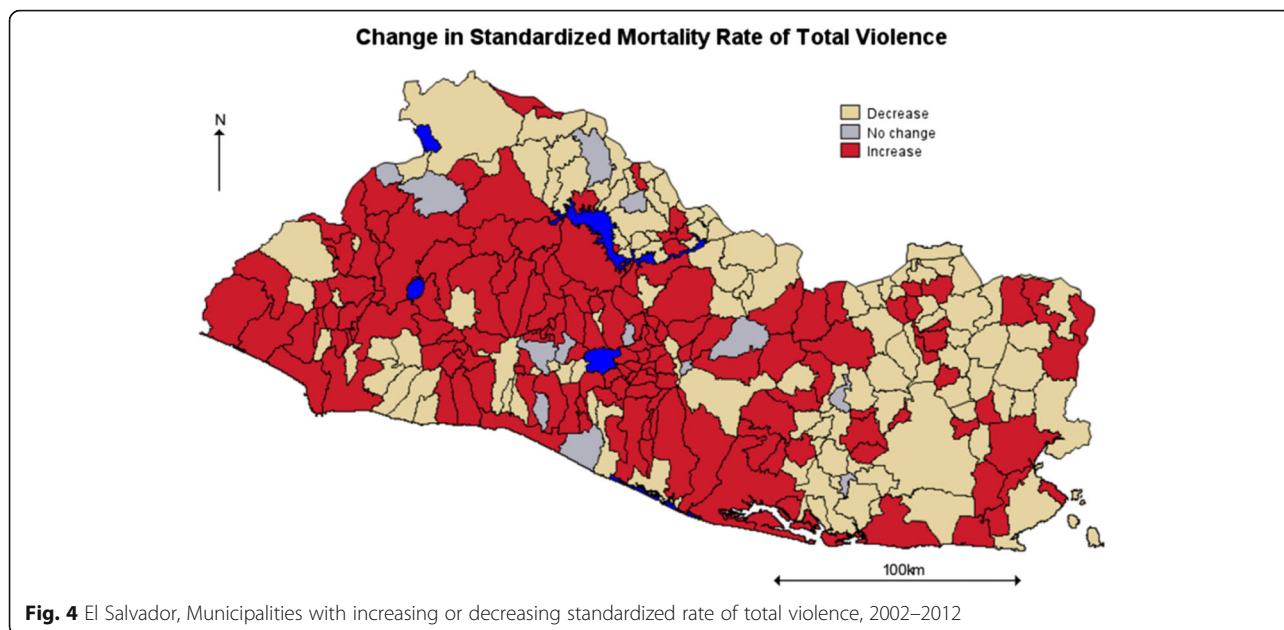 Change in Standardized Mortality Rate of Total Violence
N
Decrease
No change
Increase
100km
Fig. 4 El Salvador, Municipalities with increasing or decreasing standardized rate of total violence, 2002–2012